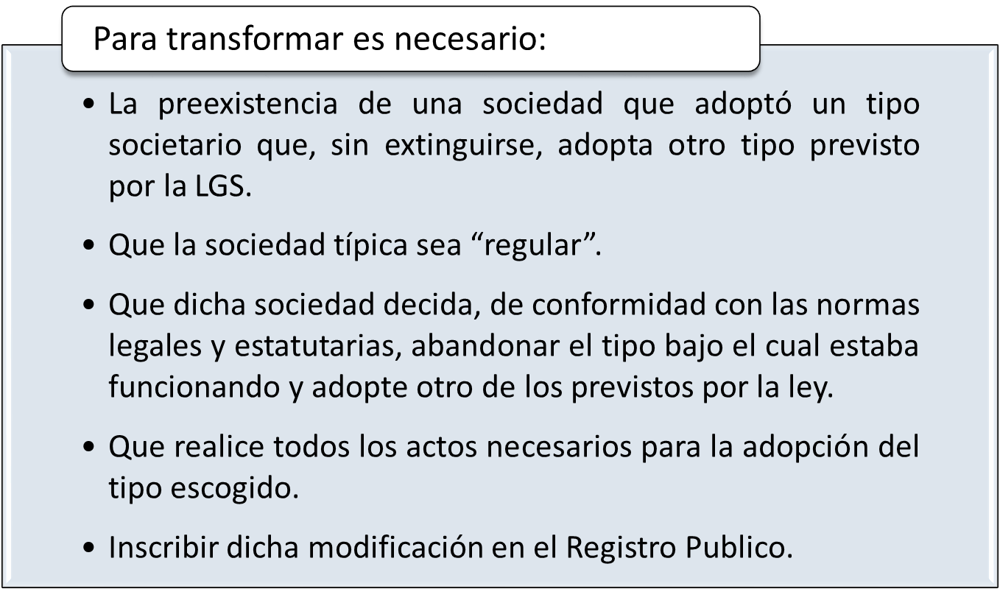 Para transformar es necesario:
• La preexistencia de una sociedad que adoptó un tipo
societario que, sin extinguirse, adopta otro tipo previsto
por la LGS.
• Que la sociedad típica sea “regular”.
• Que dicha sociedad decida, de conformidad con las normas
legales y estatutarias, abandonar el tipo bajo el cual estaba
funcionando y adopte otro de los previstos por la ley.
• Que realice todos los actos necesarios para la adopción del
tipo escogido.
• Inscribir dicha modificación en el Registro Publico.